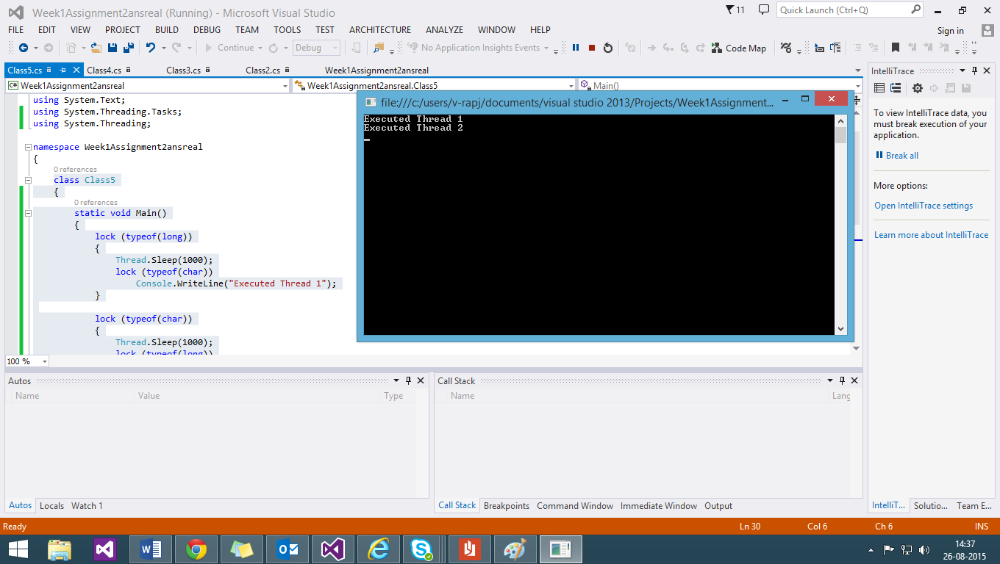 Week1Assignment2ansreal (Running) - Microsoft Visual Studio
11
Quick Launch (Ctrl+Q)
FILE EDIT VIEW PROJECT BUILD DEBUG TEAM TOOLS TEST ARCHITECTURE ANALYZE WINDOW HELP
Sign in
Continue Debug No Application Insights Events Code Map
Class5.cs Class4.cs Class3.cs Class2.cs Week1Assignment2ansreal
Week1Assignment2ansreal Week1Assignment2ansreal.Class5 Main()
using System.Text;
using System.Threading.Tasks;
using System.Threading;
namespace Week1Assignment2ansreal
{
0 references
class Class5
{
0 references
static void Main()
{
lock (typeof(long))
{
Thread.Sleep(1000);
lock (typeof(char))
Console.WriteLine("Executed Thread 1");
}
lock (typeof(char))
{
Thread.Sleep(1000);
lock (typeof(long))
100 %
file:///c:/users/v-rapj/documents/visual studio 2013/Projects/Week1Assignment...
Executed Thread 1
Executed Thread 2
IntelliTrace
To view IntelliTrace data, you
must break execution of your
application.
Break all
More options:
Open IntelliTrace settings
Learn more about IntelliTrace
Autos
Name Value Type
Call Stack
Name Lang
Autos Locals Watch 1
Call Stack Breakpoints Command Window Immediate Window Output
IntelliT... Solutio... Team E...
Ready Ln 30 Col 6 Ch 6 INS
14:37
26-08-2015